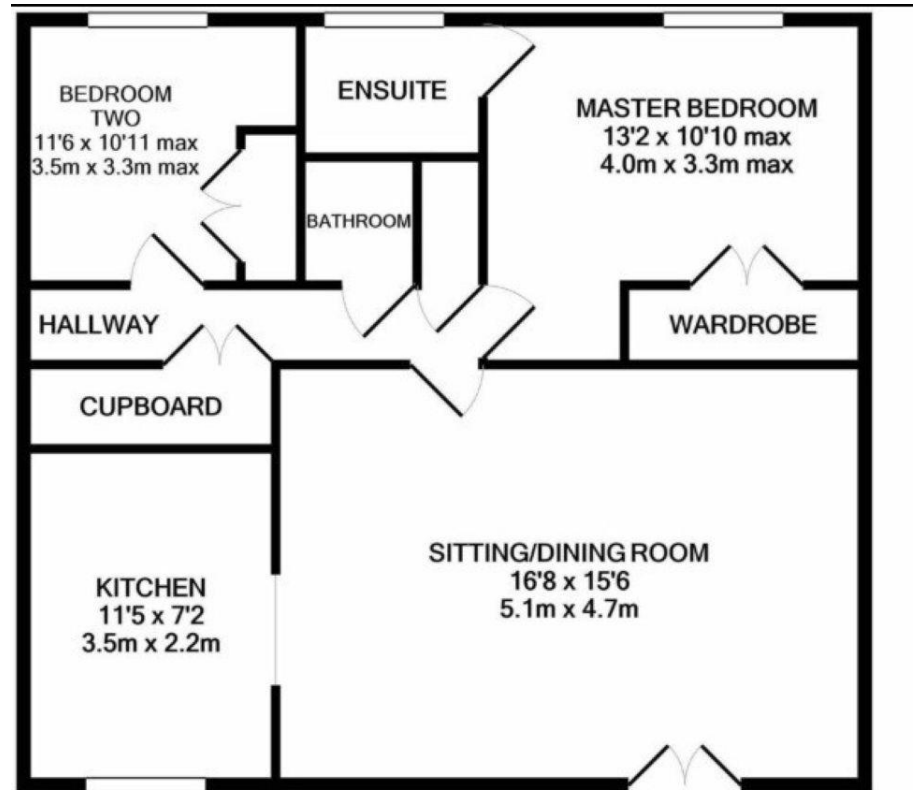 BEDROOM
TWO
11'6 x 10'11 max
3.5m x 3.3m max
ENSUITE
MASTER BEDROOM
13'2 x 10'10 max
4.0m x 3.3m max
BATHROOM
HALLWAY
WARDROBE
CUPBOARD
KITCHEN
11'5 x 7'2
3.5m x 2.2m
SITTING/DINING ROOM
16'8 x 15'6
5.1m x 4.7m